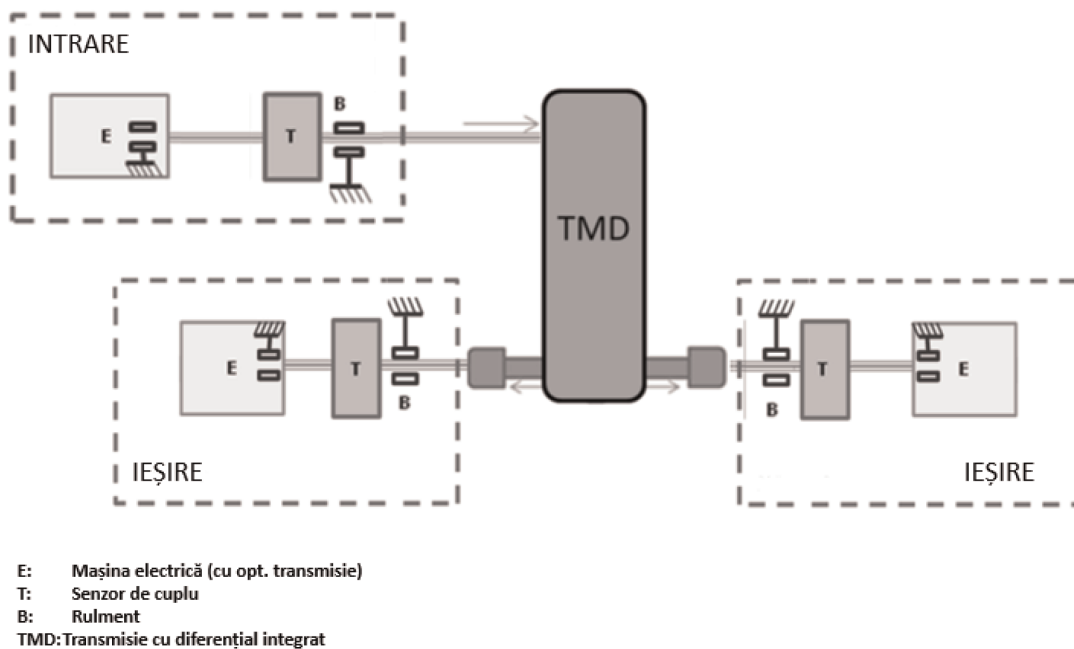 INTRARE
E
T
B
TMD
E
T
B
IEȘIRE
B
T
E
IEȘIRE
E: Mașina electrică (cu opt. transmisie)
T: Senzor de cuplu
B: Rulment
TMD:Transmisie cu diferențial integrat